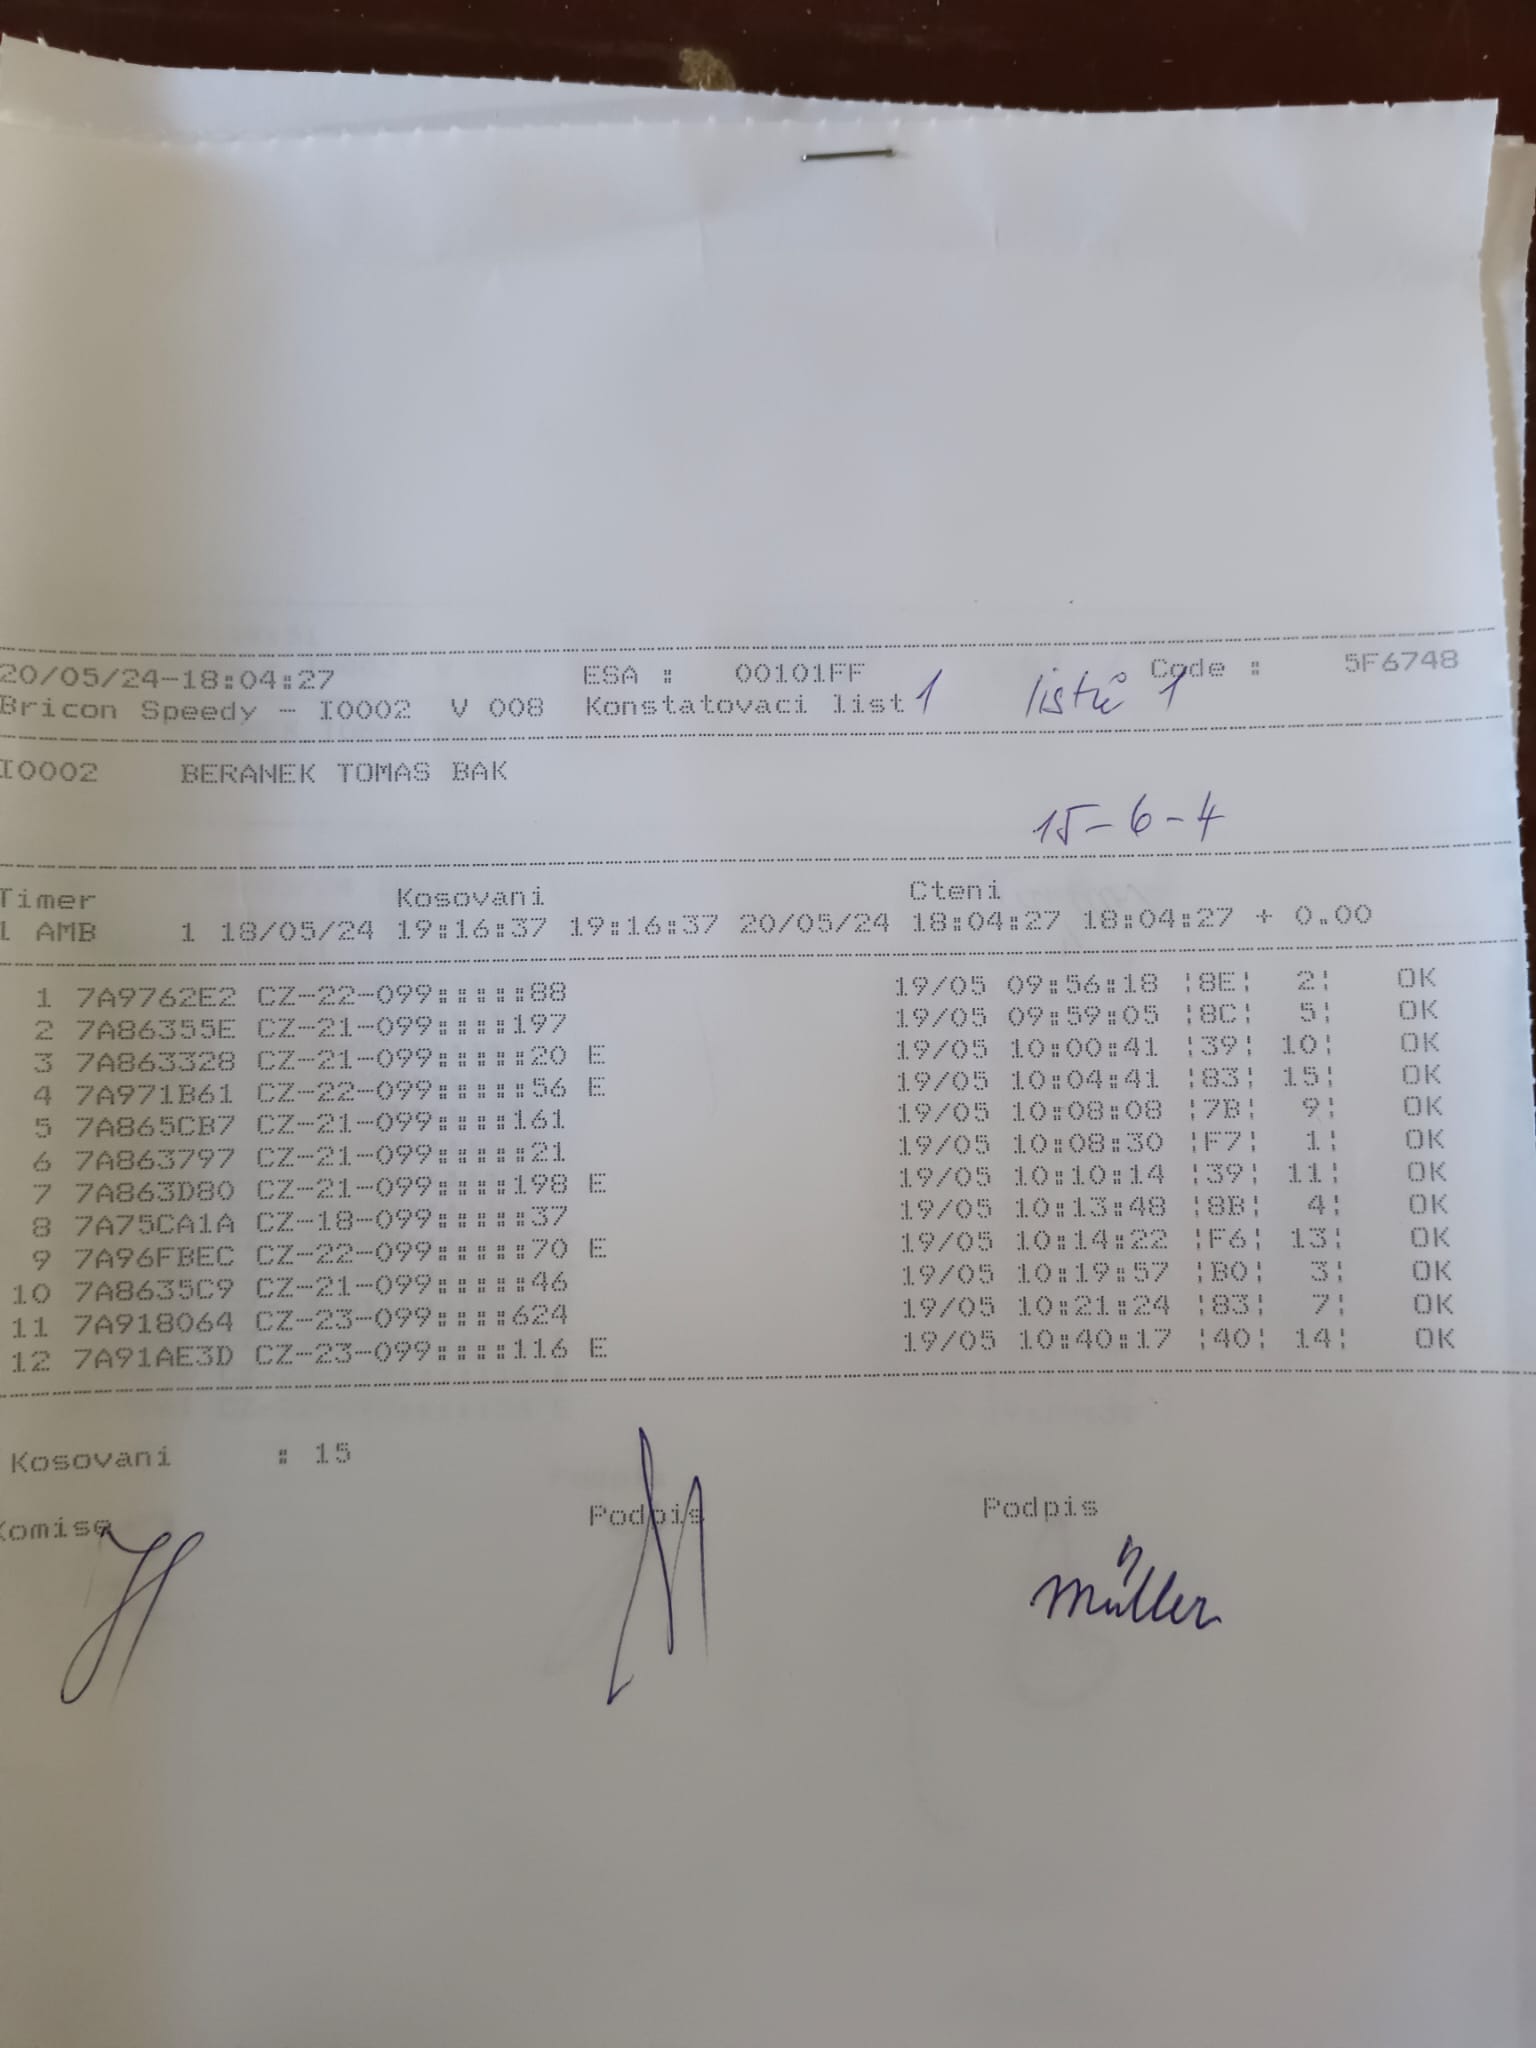 20/05/24-18:04:27 ESA : 00101FF Code : 5F6748
Bricon Speedy - I0002 V 008 Konstatovaci list 1 listů 1
I0002 BERANEK TOMAS BAK
15-6-4
Timer Kosovani Cteni
1 AMB 1 18/05/24 19:16:37 19:16:37 20/05/24 18:04:27 18:04:27 + 0.00
1 7A9762E2 CZ-22-099:::::88 19/05 09:56:18 ¦8E¦ 2¦ OK
2 7A86355E CZ-21-099::::197 19/05 09:59:05 ¦8C¦ 5¦ OK
3 7A863328 CZ-21-099:::::20 E 19/05 10:00:41 ¦39¦ 10¦ OK
4 7A971B61 CZ-22-099:::::56 E 19/05 10:04:41 ¦83¦ 15¦ OK
5 7A865CB7 CZ-21-099::::161 19/05 10:08:08 ¦7B¦ 9¦ OK
6 7A863797 CZ-21-099:::::21 19/05 10:08:30 ¦F7¦ 1¦ OK
7 7A863D80 CZ-21-099::::198 E 19/05 10:10:14 ¦39¦ 11¦ OK
8 7A75CA1A CZ-18-099:::::37 19/05 10:13:48 ¦8B¦ 4¦ OK
9 7A96FBEC CZ-22-099:::::70 E 19/05 10:14:22 ¦F6¦ 13¦ OK
10 7A8635C9 CZ-21-099:::::46 19/05 10:19:57 ¦B0¦ 3¦ OK
11 7A918064 CZ-23-099::::624 19/05 10:21:24 ¦83¦ 7¦ OK
12 7A91AE3D CZ-23-099::::116 E 19/05 10:40:17 ¦40¦ 14¦ OK
Kosovani : 15
Komise Podpis Podpis
Müller